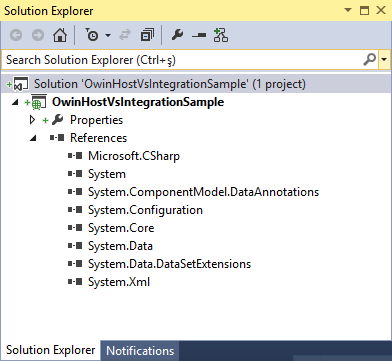 Solution Explorer
Search Solution Explorer (Ctrl+ş)
Solution 'OwinHostVsIntegrationSample' (1 project)
OwinHostVsIntegrationSample
Properties
References
Microsoft.CSharp
System
System.ComponentModel.DataAnnotations
System.Configuration
System.Core
System.Data
System.Data.DataSetExtensions
System.Xml
Solution Explorer Notifications